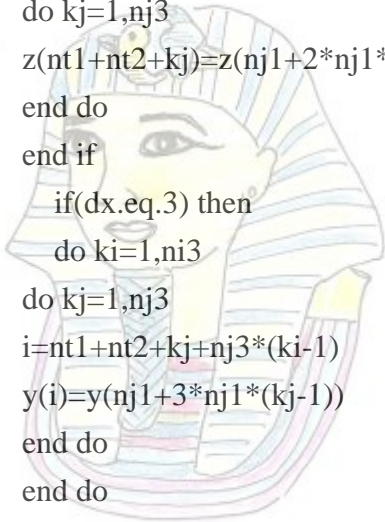 do kj=1,nj3
z(nt1+nt2+kj)=z(nj1+2*nj1*
end do
end if
if(dx.eq.3) then
do ki=1,ni3
do kj=1,nj3
i=nt1+nt2+kj+nj3*(ki-1)
y(i)=y(nj1+3*nj1*(kj-1))
end do
end do